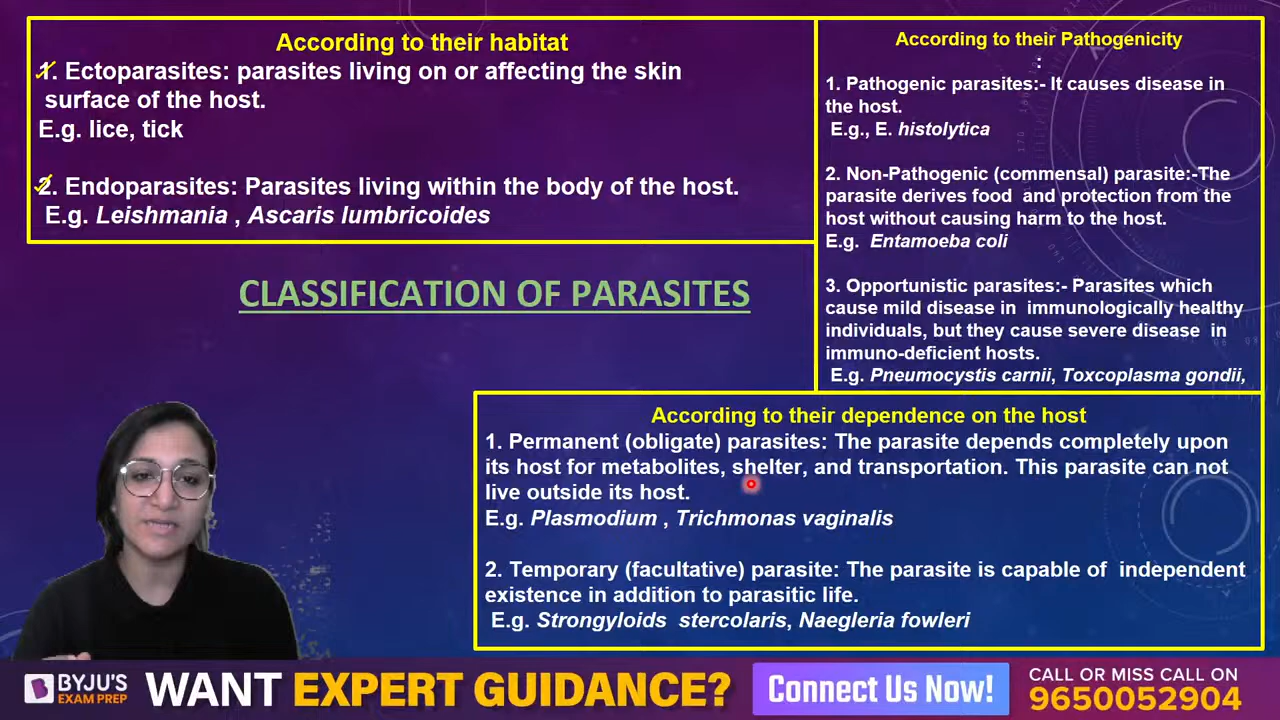 According to their habitat
1. Ectoparasites: parasites living on or affecting the skin
surface of the host.
E.g. lice, tick
2. Endoparasites: Parasites living within the body of the host.
E.g. Leishmania , Ascaris lumbricoides
According to their Pathogenicity
:
1. Pathogenic parasites:- It causes disease in
the host.
E.g., E. histolytica
2. Non-Pathogenic (commensal) parasite:-The
parasite derives food and protection from the
host without causing harm to the host.
E.g. Entamoeba coli
3. Opportunistic parasites:- Parasites which
cause mild disease in immunologically healthy
individuals, but they cause severe disease in
immuno-deficient hosts.
E.g. Pneumocystis carnii, Toxcoplasma gondii,
CLASSIFICATION OF PARASITES
According to their dependence on the host
1. Permanent (obligate) parasites: The parasite depends completely upon
its host for metabolites, shelter, and transportation. This parasite can not
live outside its host.
E.g. Plasmodium , Trichmonas vaginalis
2. Temporary (facultative) parasite: The parasite is capable of independent
existence in addition to parasitic life.
E.g. Strongyloids stercolaris, Naegleria fowleri
BYJU'S
EXAM PREP
WANT EXPERT GUIDANCE?
Connect Us Now!
CALL OR MISS CALL ON
9650052904